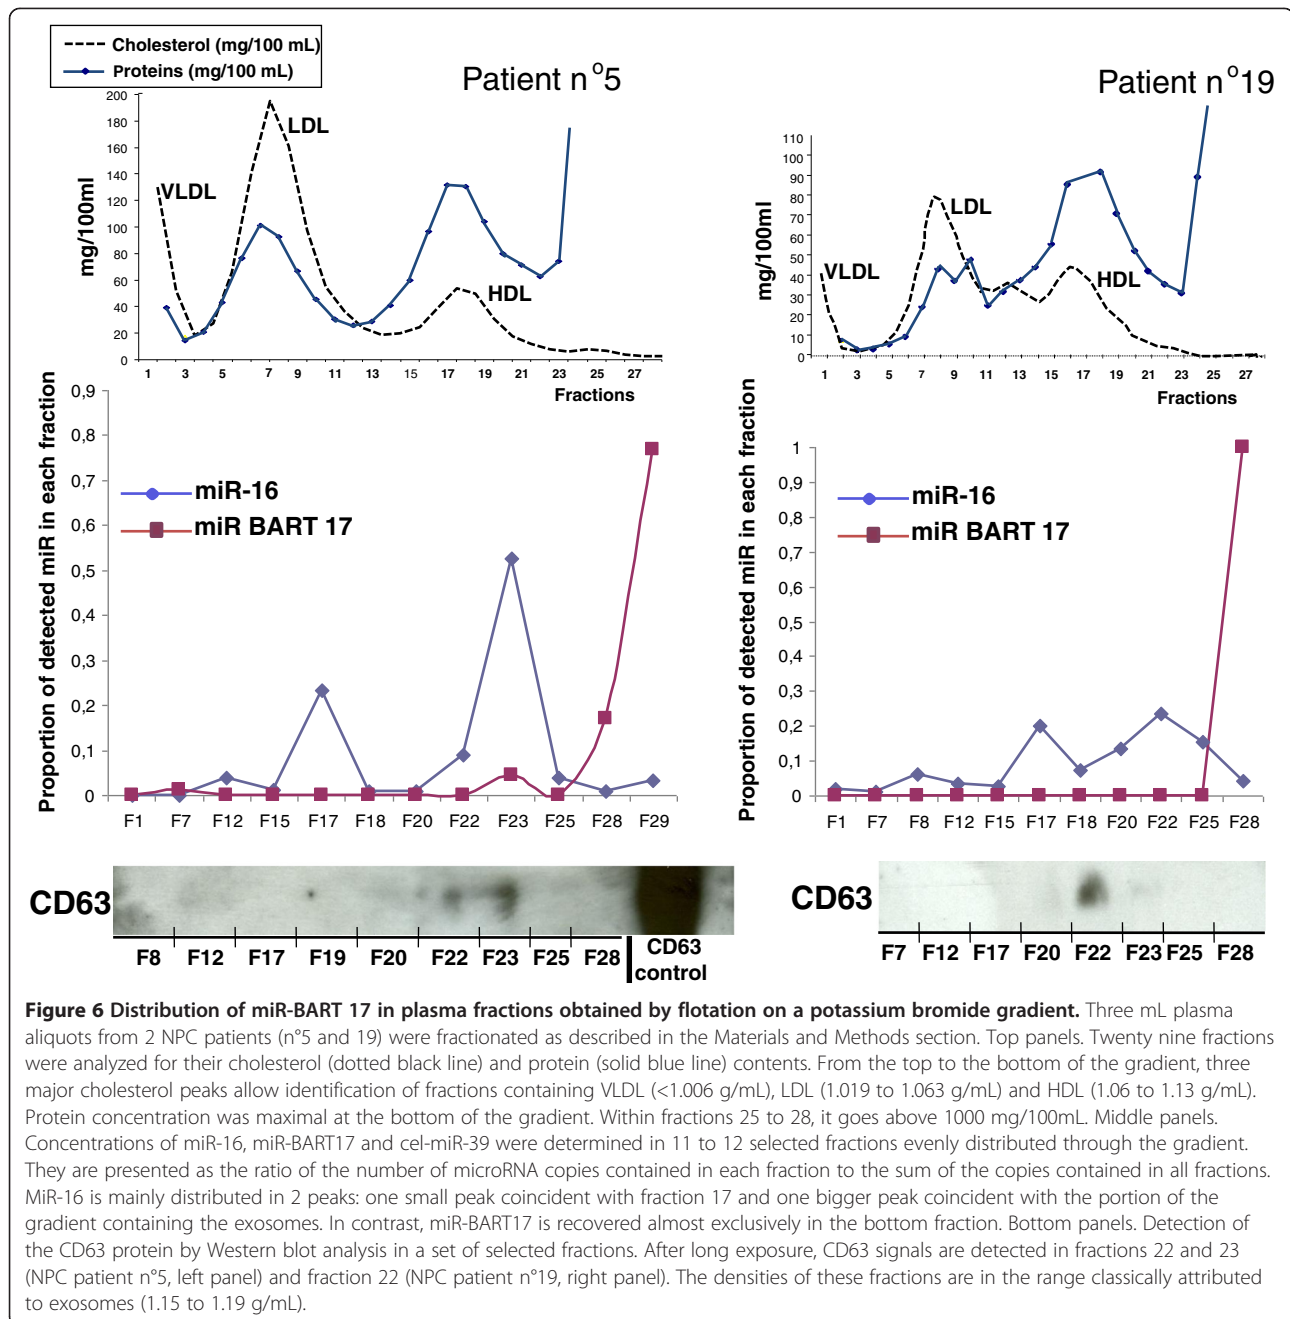 Cholesterol (mg/100 mL)
Proteins (mg/100 mL)
Patient n°5
200
180
160
140
120
100
80
60
40
20
0
mg/100ml
VLDL
LDL
HDL
1 3 5 7 9 11 13 15 17 19 21 23 25 27
Fractions
Patient n°19
110
100
90
80
70
60
50
40
30
20
10
0
mg/100ml
VLDL
LDL
HDL
1 3 5 7 9 11 13 15 17 19 21 23 25 27
Fractions
Proportion of detected miR in each fraction
0,9
0,8
0,7
0,6
0,5
0,4
0,3
0,2
0,1
0
miR-16
miR BART 17
F1 F7 F12 F15 F17 F18 F20 F22 F23 F25 F28 F29
Proportion of detected miR in each fraction
1
0,9
0,8
0,7
0,6
0,5
0,4
0,3
0,2
0,1
0
miR-16
miR BART 17
F1 F7 F8 F12 F15 F17 F18 F20 F22 F25 F28
CD63
F8 F12 F17 F19 F20 F22 F23 F25 F28 CD63
control
CD63
F7 F12 F17 F20 F22 F23 F25 F28
Figure 6 Distribution of miR-BART 17 in plasma fractions obtained by flotation on a potassium bromide gradient. Three mL plasma
aliquots from 2 NPC patients (n°5 and 19) were fractionated as described in the Materials and Methods section. Top panels. Twenty nine fractions
were analyzed for their cholesterol (dotted black line) and protein (solid blue line) contents. From the top to the bottom of the gradient, three
major cholesterol peaks allow identification of fractions containing VLDL (<1.006 g/mL), LDL (1.019 to 1.063 g/mL) and HDL (1.06 to 1.13 g/mL).
Protein concentration was maximal at the bottom of the gradient. Within fractions 25 to 28, it goes above 1000 mg/100mL. Middle panels.
Concentrations of miR-16, miR-BART17 and cel-miR-39 were determined in 11 to 12 selected fractions evenly distributed through the gradient.
They are presented as the ratio of the number of microRNA copies contained in each fraction to the sum of the copies contained in all fractions.
MiR-16 is mainly distributed in 2 peaks: one small peak coincident with fraction 17 and one bigger peak coincident with the portion of the
gradient containing the exosomes. In contrast, miR-BART17 is recovered almost exclusively in the bottom fraction. Bottom panels. Detection of
the CD63 protein by Western blot analysis in a set of selected fractions. After long exposure, CD63 signals are detected in fractions 22 and 23
(NPC patient n°5, left panel) and fraction 22 (NPC patient n°19, right panel). The densities of these fractions are in the range classically attributed
to exosomes (1.15 to 1.19 g/mL).